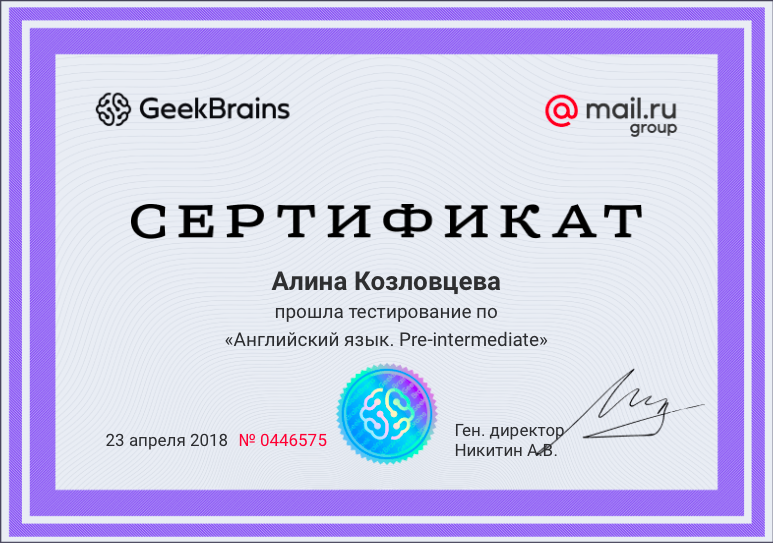 GeekBrains
@ mail.ru
group
СЕРТИФИКАТ
Алина Козловцева
прошла тестирование по
«Английский язык. Pre-intermediate»
23 апреля 2018 № 0446575
Ген. директор
Никитин А.В.